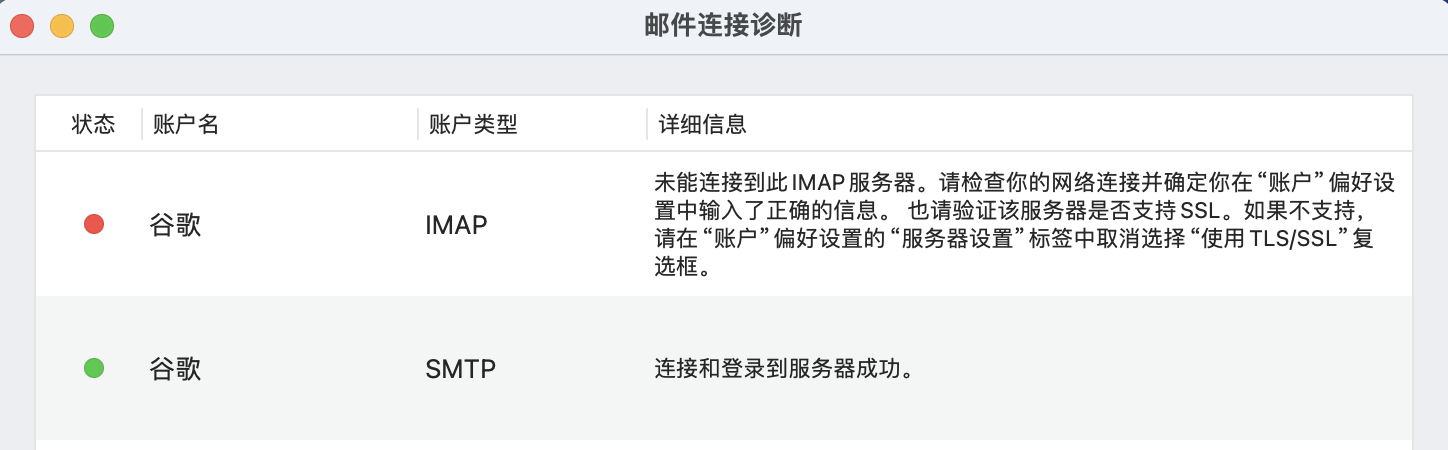 邮件连接诊断
状态 账户名 账户类型 详细信息
未能连接到此 IMAP 服务器。请检查你的网络连接并确定你在“账户”偏好设
置中输入了正确的信息。 也请验证该服务器是否支持 SSL。如果不支持，
请在“账户”偏好设置的“服务器设置”标签中取消选择“使用 TLS/SSL”复
选框。
谷歌 IMAP
谷歌 SMTP 连接和登录到服务器成功。